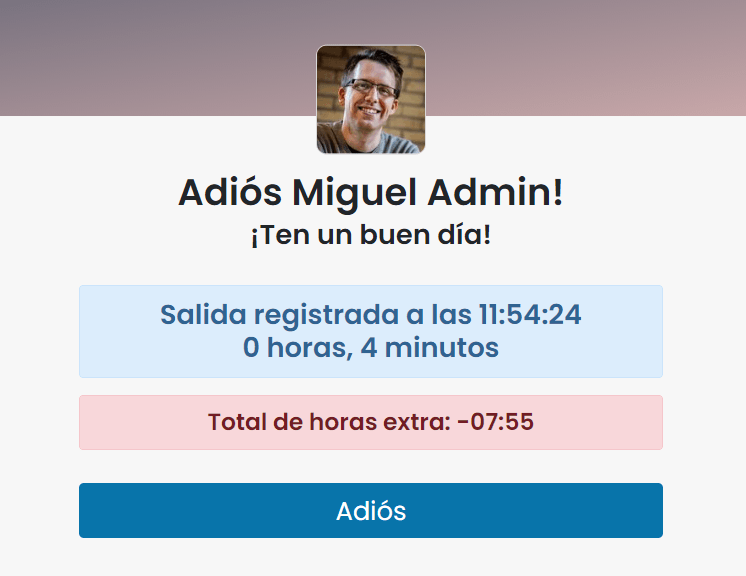 Adiós Miguel Admin!
¡Ten un buen día!
Salida registrada a las 11:54:24
0 horas, 4 minutos
Total de horas extra: -07:55
Adiós